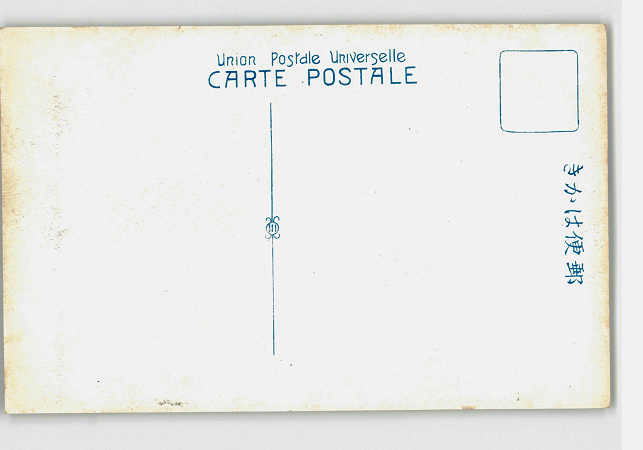 Union Postale Universelle
CARTE POSTALE
きかは便郵